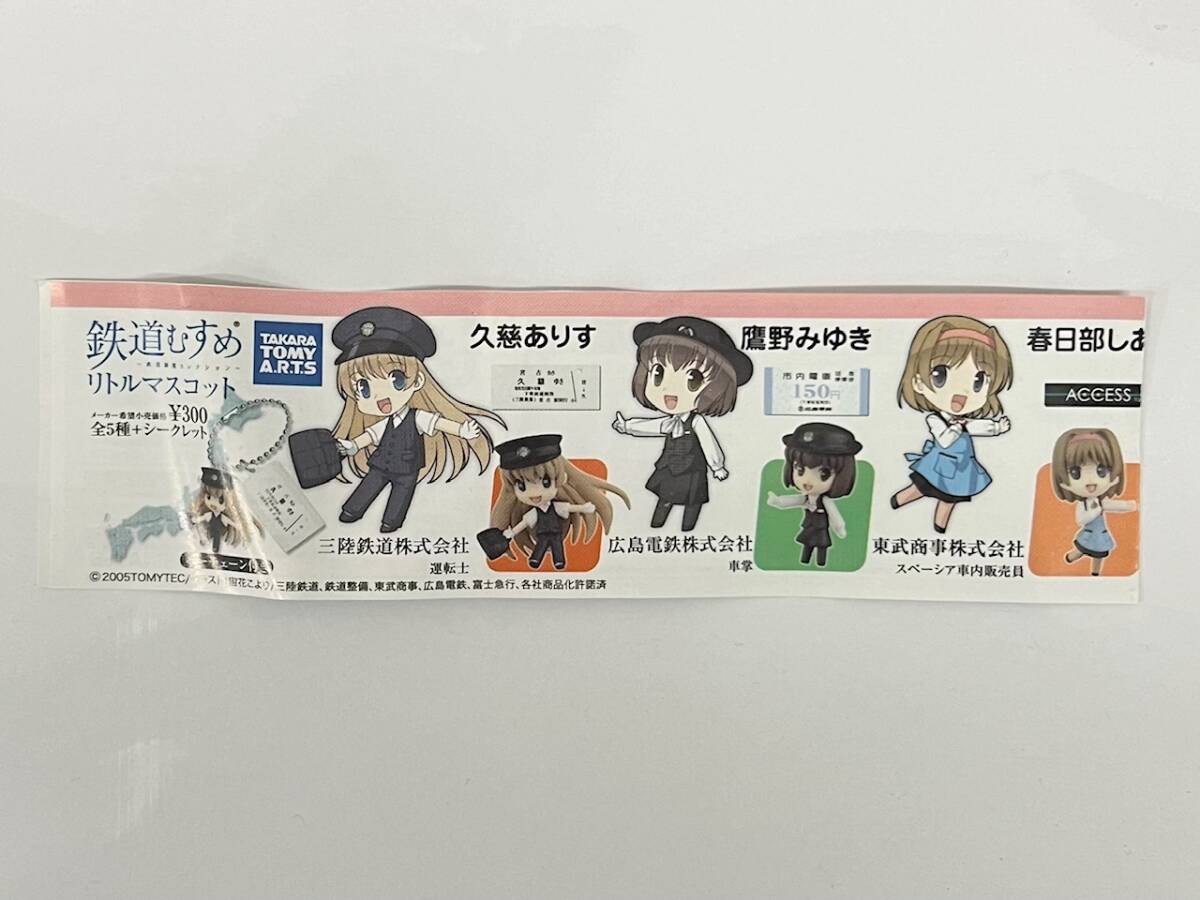 鉄道むすめ
リトルマスコット
メーカー希望小売価格 ¥300
全5種+シークレット
TAKARA
TOMY
A.R.T.S
久慈ありす
三陸鉄道株式会社
運転士
鷹野みゆき
市内電車
150円
広島電鉄株式会社
車掌
春日部しあ
ACCESS
東武商事株式会社
スペーシア車内販売員
©2005TOMYTEC/
三陸鉄道、鉄道整備、東武商事、広島電鉄、富士急行、各社商品化許諾済